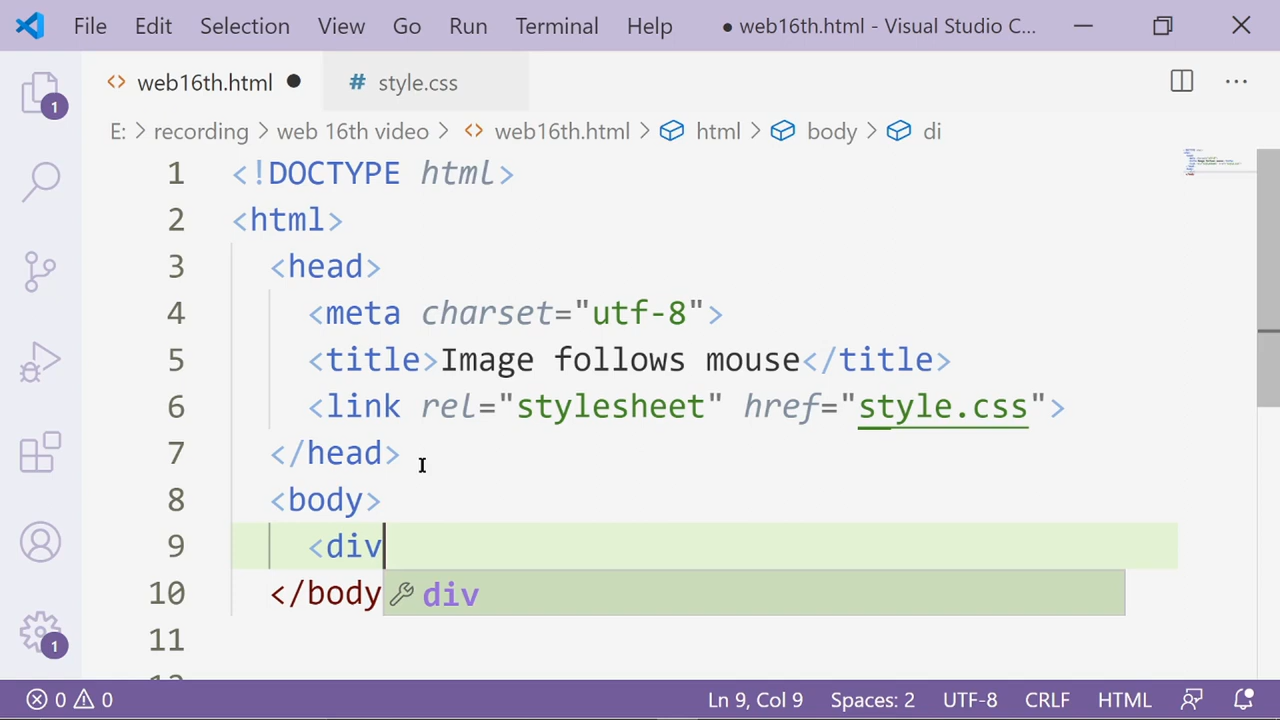 File Edit Selection View Go Run Terminal Help ● web16th.html - Visual Studio C...
web16th.html ● # style.css
E: > recording > web 16th video > web16th.html > html > body > di
1 <!DOCTYPE html>
2 <html>
3 <head>
4 <meta charset="utf-8">
5 <title>Image follows mouse</title>
6 <link rel="stylesheet" href="style.css">
7 </head>
8 <body>
9 <div
10 </body
div
11
1
1
0 0 Ln 9, Col 9 Spaces: 2 UTF-8 CRLF HTML